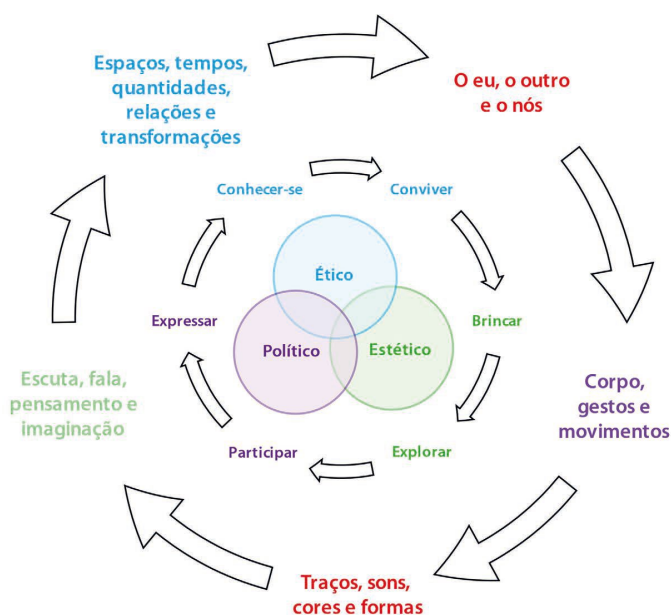 Espaços, tempos,
quantidades,
relações e
transformações
O eu, o outro
e o nós
Conhecer-se
Conviver
Ético
Expressar
Brincar
Político
Estético
Escuta, fala,
pensamento e
imaginação
Corpo,
gestos e
movimentos
Participar
Explorar
Traços, sons,
cores e formas